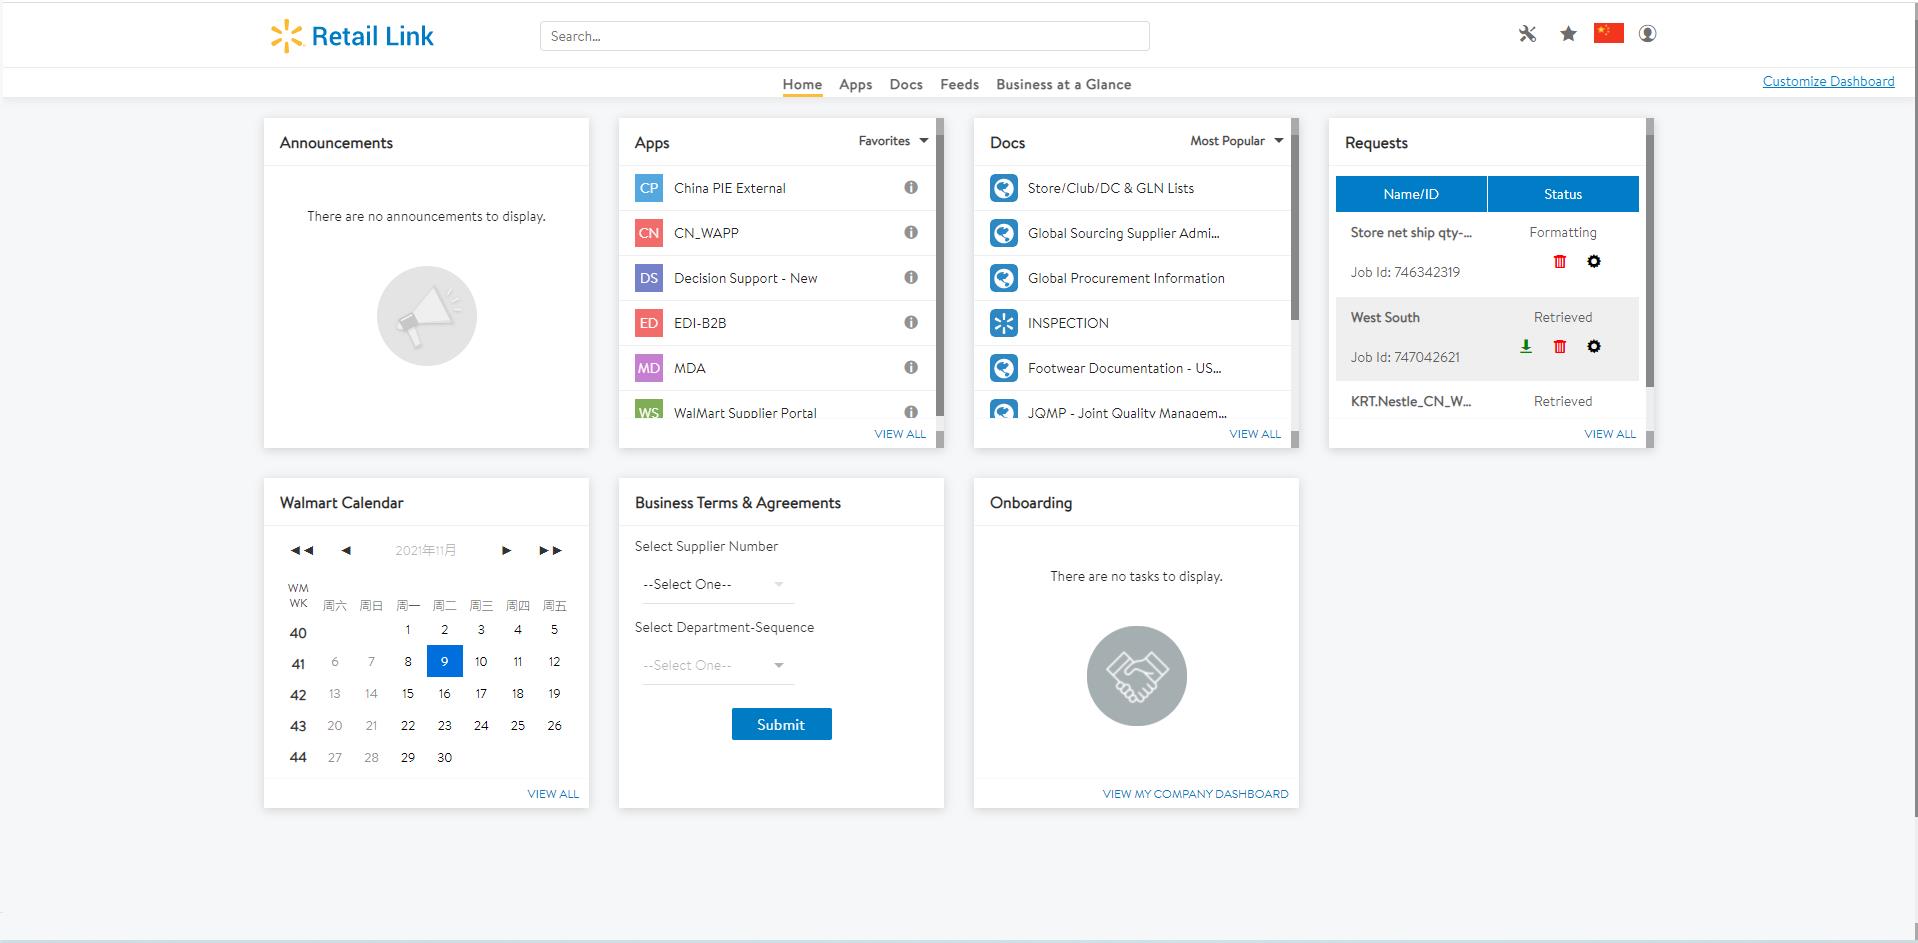 Retail Link
Search...
Home Apps Docs Feeds Business at a Glance
Customize Dashboard
Announcements
There are no announcements to display.
Apps Favorites
CP China PIE External
CN CN_WAPP
DS Decision Support - New
ED EDI-B2B
MD MDA
WS WalMart Supplier Portal
VIEW ALL
Docs Most Popular
Store/Club/DC & GLN Lists
Global Sourcing Supplier Admi...
Global Procurement Information
INSPECTION
Footwear Documentation - US...
JQMP - Joint Quality Managem...
VIEW ALL
Requests
Name/ID Status
Store net ship qty-... Formatting
Job Id: 746342319
West South Retrieved
Job Id: 747042621
KRT.Nestle_CN_W... Retrieved
VIEW ALL
Walmart Calendar
2021年11月
WM
WK 周六 周日 周一 周二 周三 周四 周五
40 1 2 3 4 5
41 6 7 8 9 10 11 12
42 13 14 15 16 17 18 19
43 20 21 22 23 24 25 26
44 27 28 29 30
VIEW ALL
Business Terms & Agreements
Select Supplier Number
--Select One--
Select Department-Sequence
--Select One--
Submit
Onboarding
There are no tasks to display.
VIEW MY COMPANY DASHBOARD